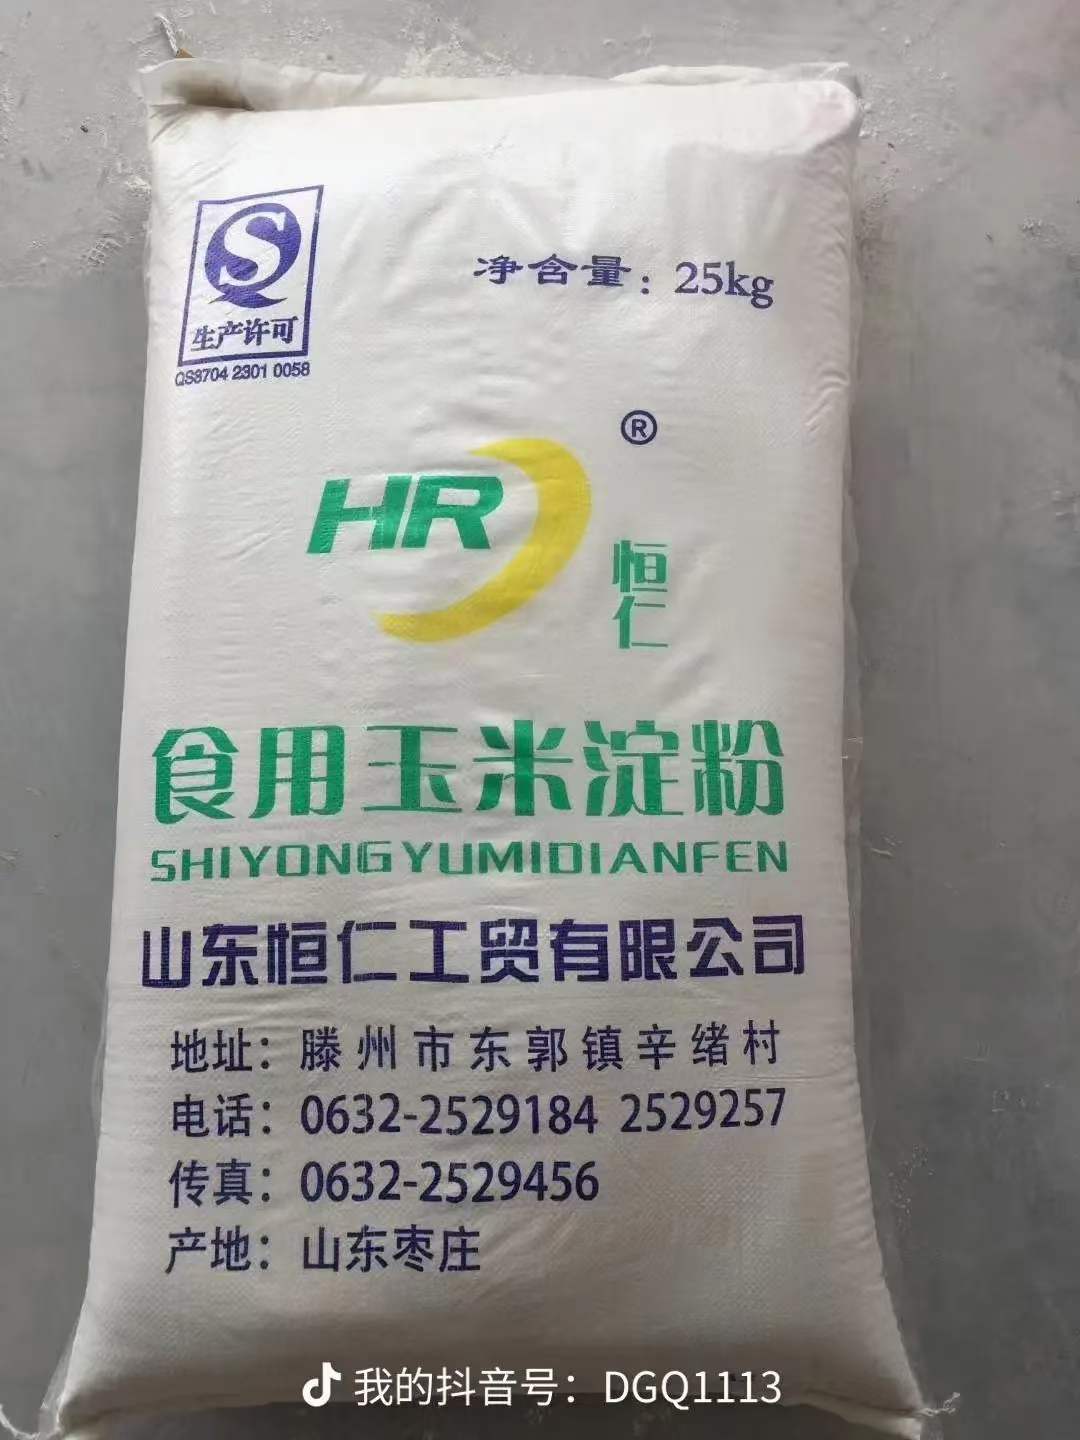 生产许可
QS3704 2301 0058
净含量：25kg
HR
®
恒仁
食用玉米淀粉
SHIYONGYUMIDIANFEN
山东恒仁工贸有限公司
地址：滕州市东郭镇辛绪村
电话：0632-2529184 2529257
传真：0632-2529456
产地：山东枣庄
我的抖音号：DGQ1113